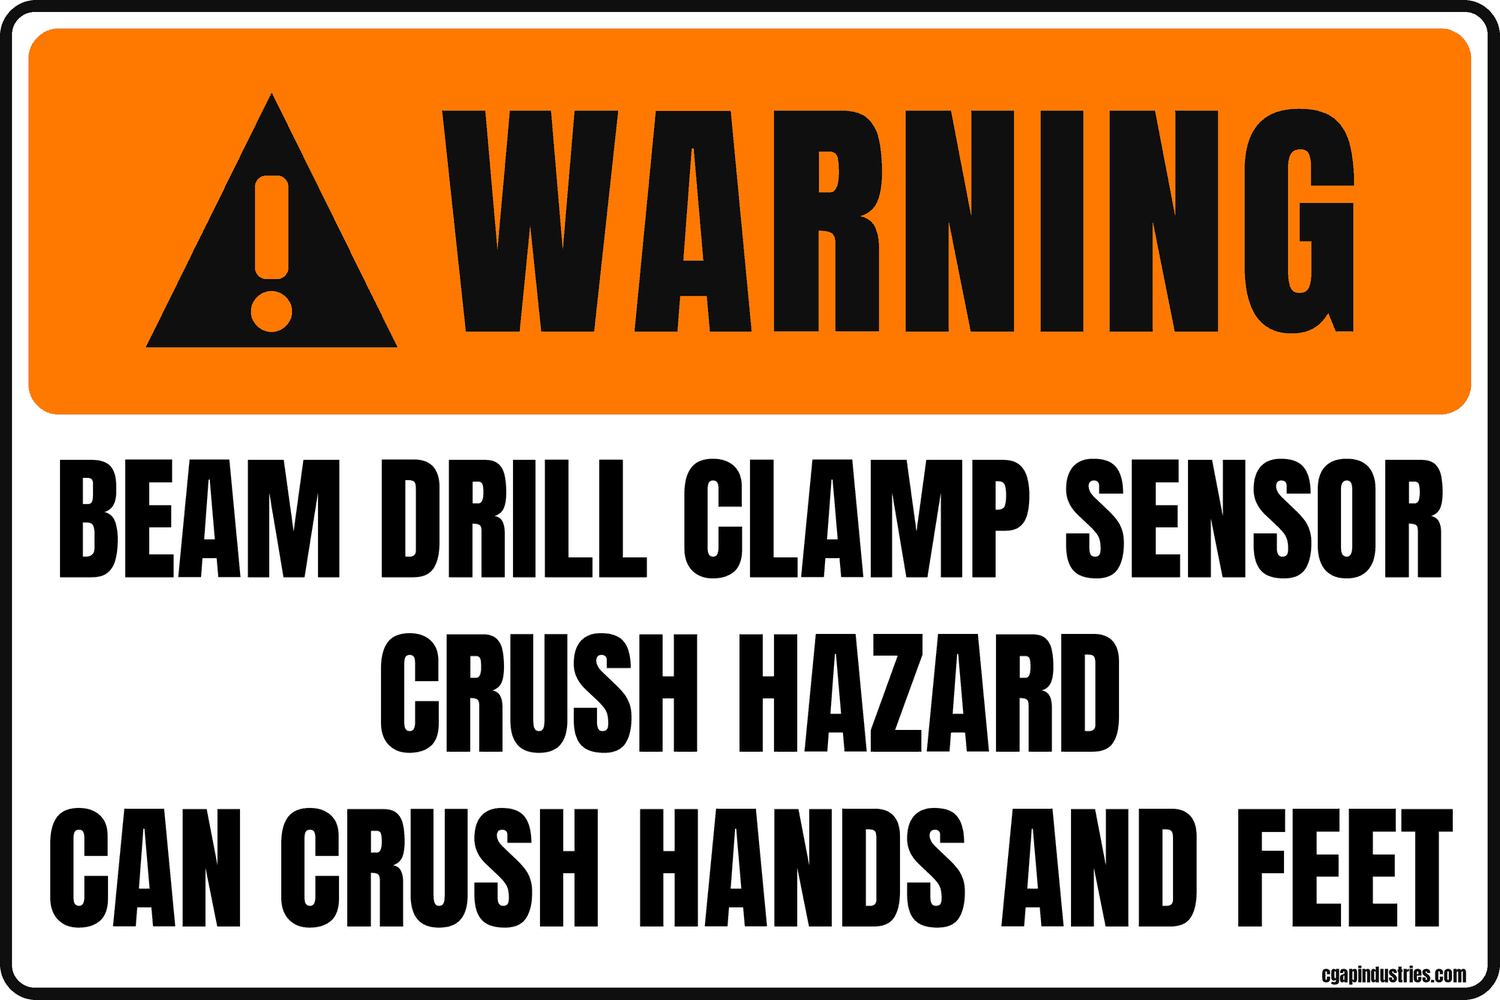 WARNING
BEAM DRILL CLAMP SENSOR
CRUSH HAZARD
CAN CRUSH HANDS AND FEET
cgapindustries.com